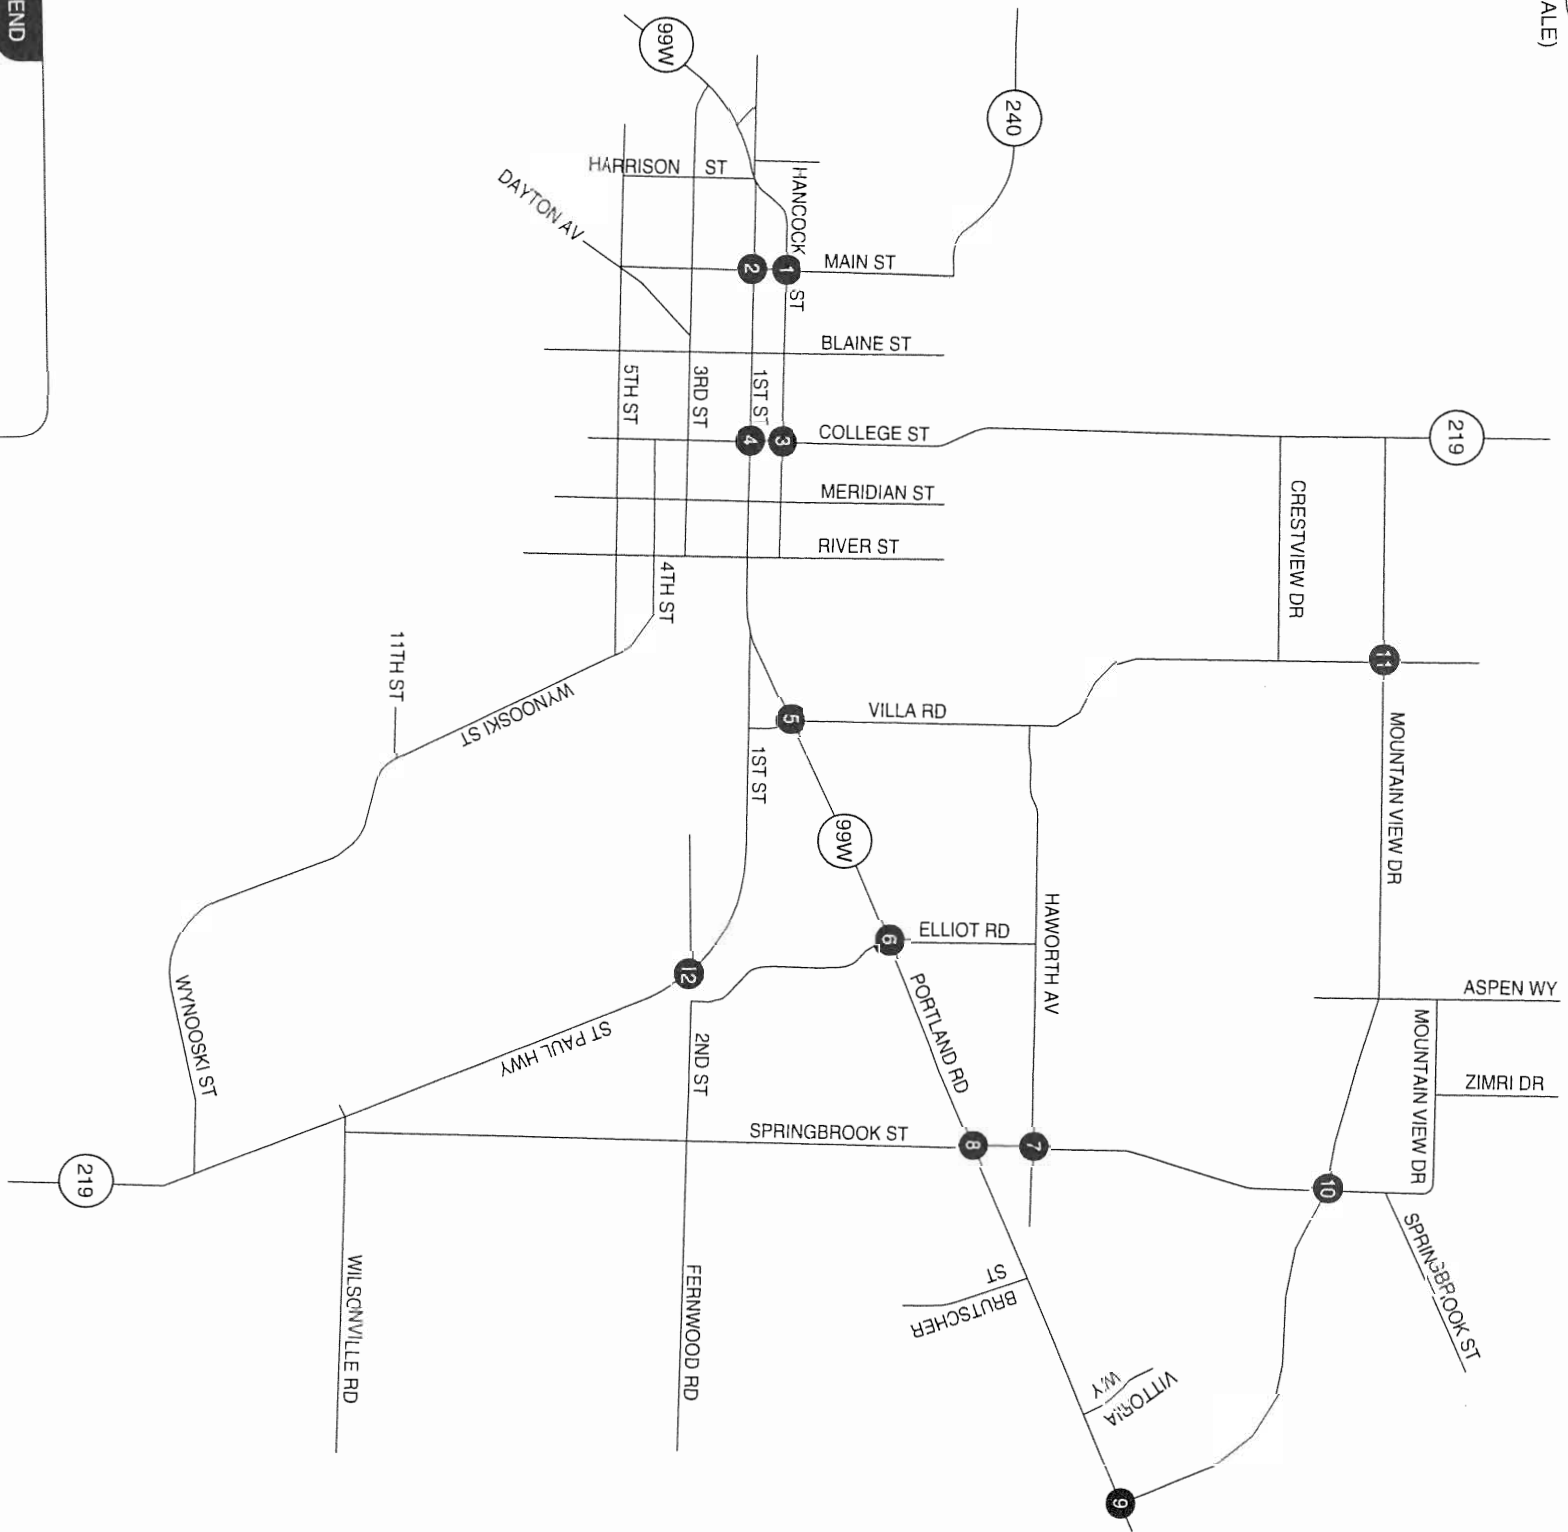 END
ALE)
99W
240
HARRISON ST
HANCOCK ST
DAYTON AV
2
1
MAIN ST
BLAINE ST
5TH ST
3RD ST
1ST ST
4
3
COLLEGE ST
219
MERIDIAN ST
CRESTVIEW DR
RIVER ST
4TH ST
11TH ST
WYNOOSKI ST
5
VILLA RD
11
MOUNTAIN VIEW DR
1ST ST
99W
HAWORTH AV
6
ELLIOT RD
12
PORTLAND RD
WYNOOSKI ST
ST PAUL HWY
2ND ST
ASPEN WY
MOUNTAIN VIEW DR
ZIMRI DR
SPRINGBROOK ST
8
7
219
10
SPRINGBROOK ST
WILSONVILLE RD
FERNWOOD RD
BRUTSCHER
ST
VITTORIA
WY
9